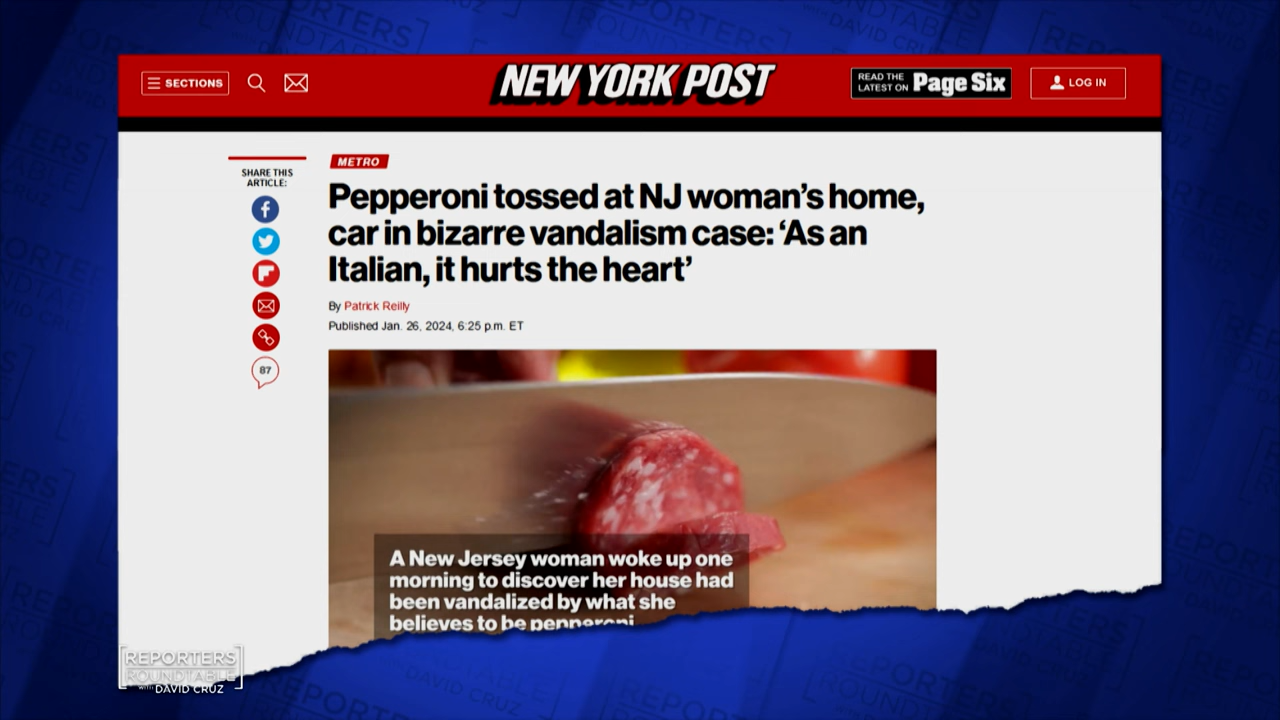 SECTIONS
NEW YORK POST
READ THE
LATEST ON
Page Six
LOG IN
SHARE THIS
ARTICLE:
87
METRO
Pepperoni tossed at NJ woman's home,
car in bizarre vandalism case: 'As an
Italian, it hurts the heart'
By Patrick Reilly
Published Jan. 26, 2024, 6:25 p.m. ET
A New Jersey woman woke up one
morning to discover her house had
been vandalized by what she
believes to be pepperoni
REPORTERS
ROUNDTABLE
with DAVID CRUZ